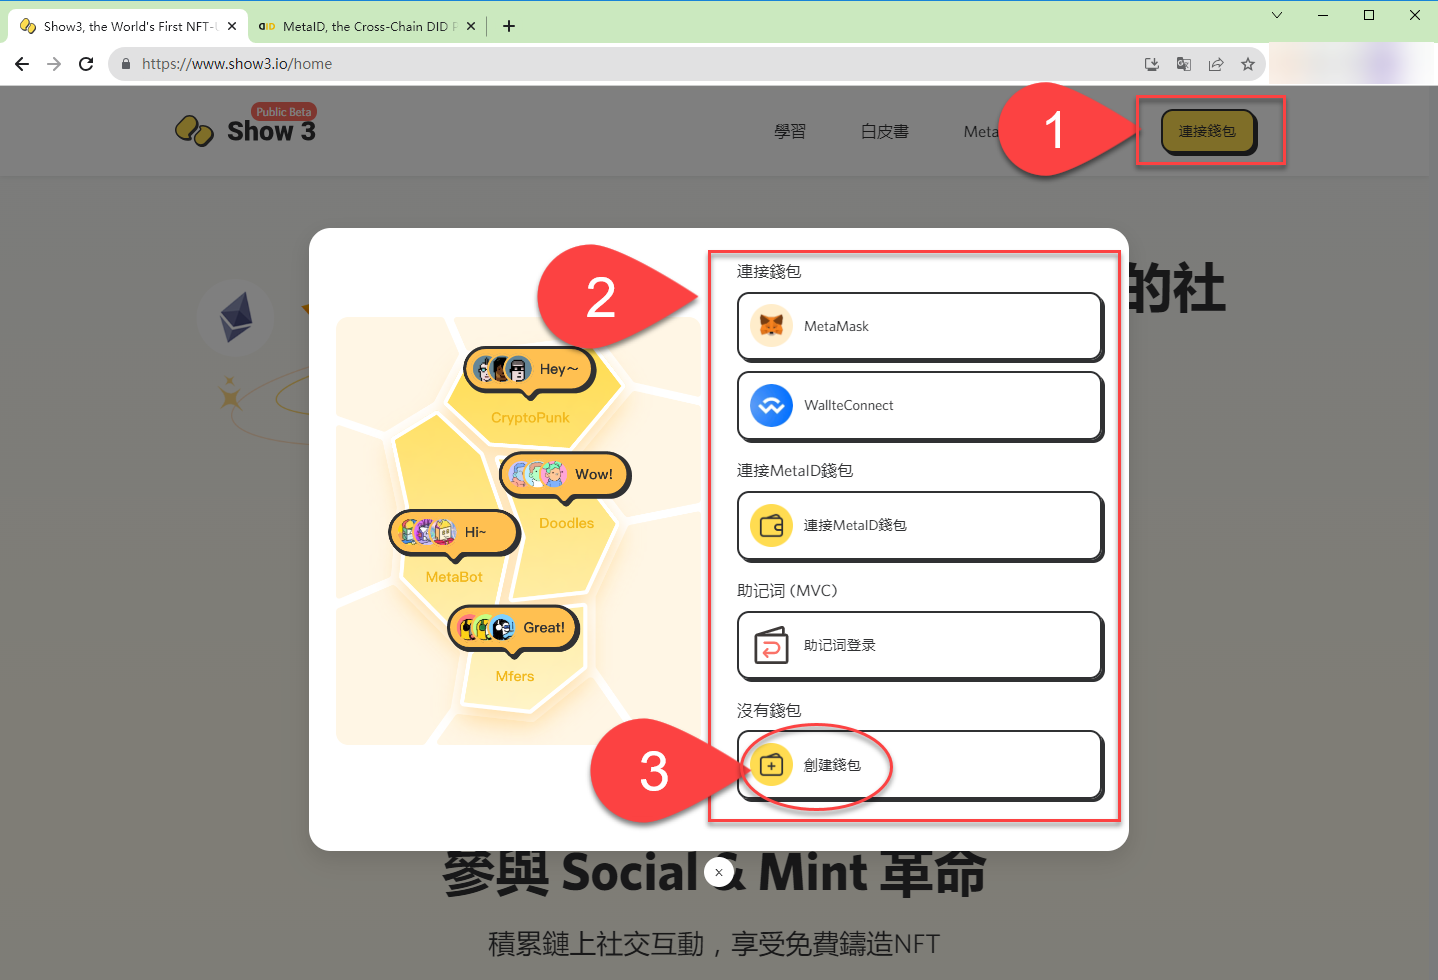 Show3, the World's First NFT-U
MetaID, the Cross-Chain DID P
https://www.show3.io/home
Public Beta
Show 3
學習
白皮書
Meta
1
連接錢包
的社
2
連接錢包
MetaMask
WallteConnect
連接MetaID錢包
連接MetaID錢包
助记词 (MVC)
助记词登录
沒有錢包
3
創建錢包
Hey～
CryptoPunk
Wow!
Doodles
Hi~
MetaBot
Great!
Mfers
參與 Social & Mint 革命
積累鏈上社交互動，享受免費鑄造NFT